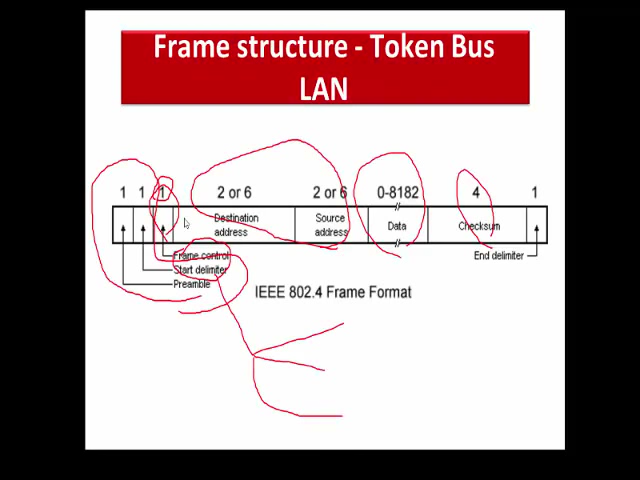 Frame structure - Token Bus
LAN
1 1 1 2 or 6 2 or 6 0-8182 4 1
Destination address Source address Data Checksum
Frame control End delimiter
Start delimiter
Preamble
IEEE 802.4 Frame Format